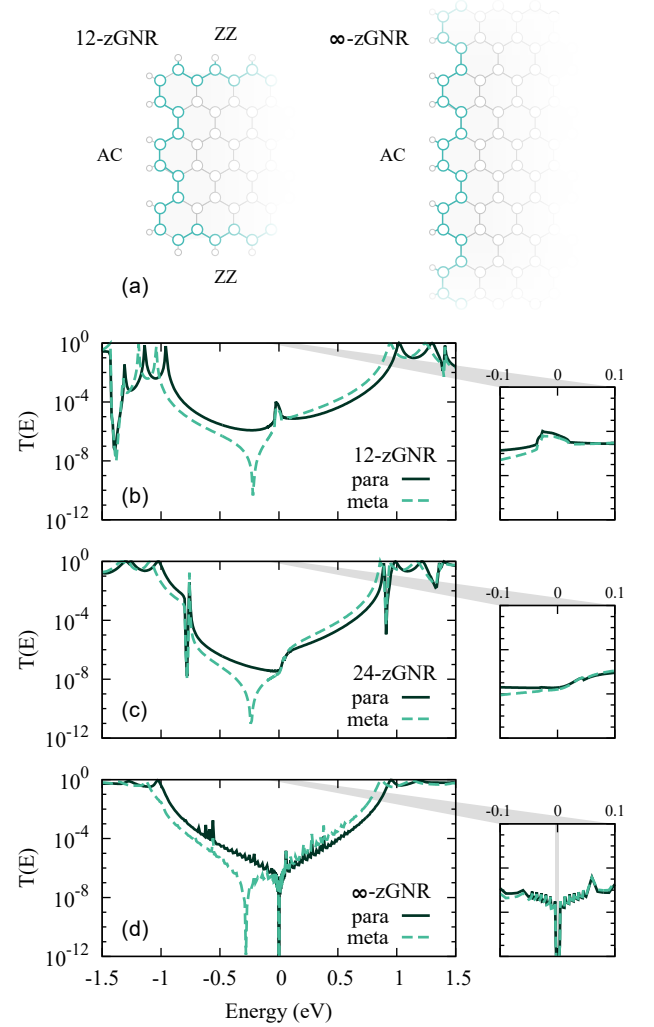 12-zGNR
ZZ
∞-zGNR
AC
AC
(a)
ZZ
10^0
10^-4
10^-8
10^-12
T(E)
12-zGNR
para
meta
(b)
-0.1
0
0.1
10^0
10^-4
10^-8
10^-12
T(E)
24-zGNR
para
meta
(c)
-0.1
0
0.1
10^0
10^-4
10^-8
10^-12
T(E)
∞-zGNR
para
meta
(d)
-0.1
0
0.1
-1.5
-1
-0.5
0
0.5
1
1.5
Energy (eV)